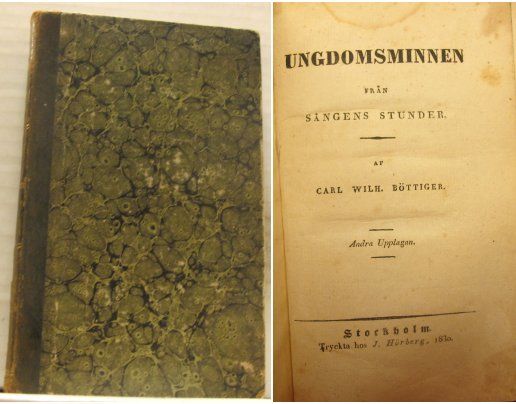 UNGDOMSMINNEN
FRÅN
SÅNGENS STUNDER.
AF
CARL WILH. BÖTTIGER.
Andra Upplagan.
Stockholm.
Tryckta hos J. Hörberg, 1830.